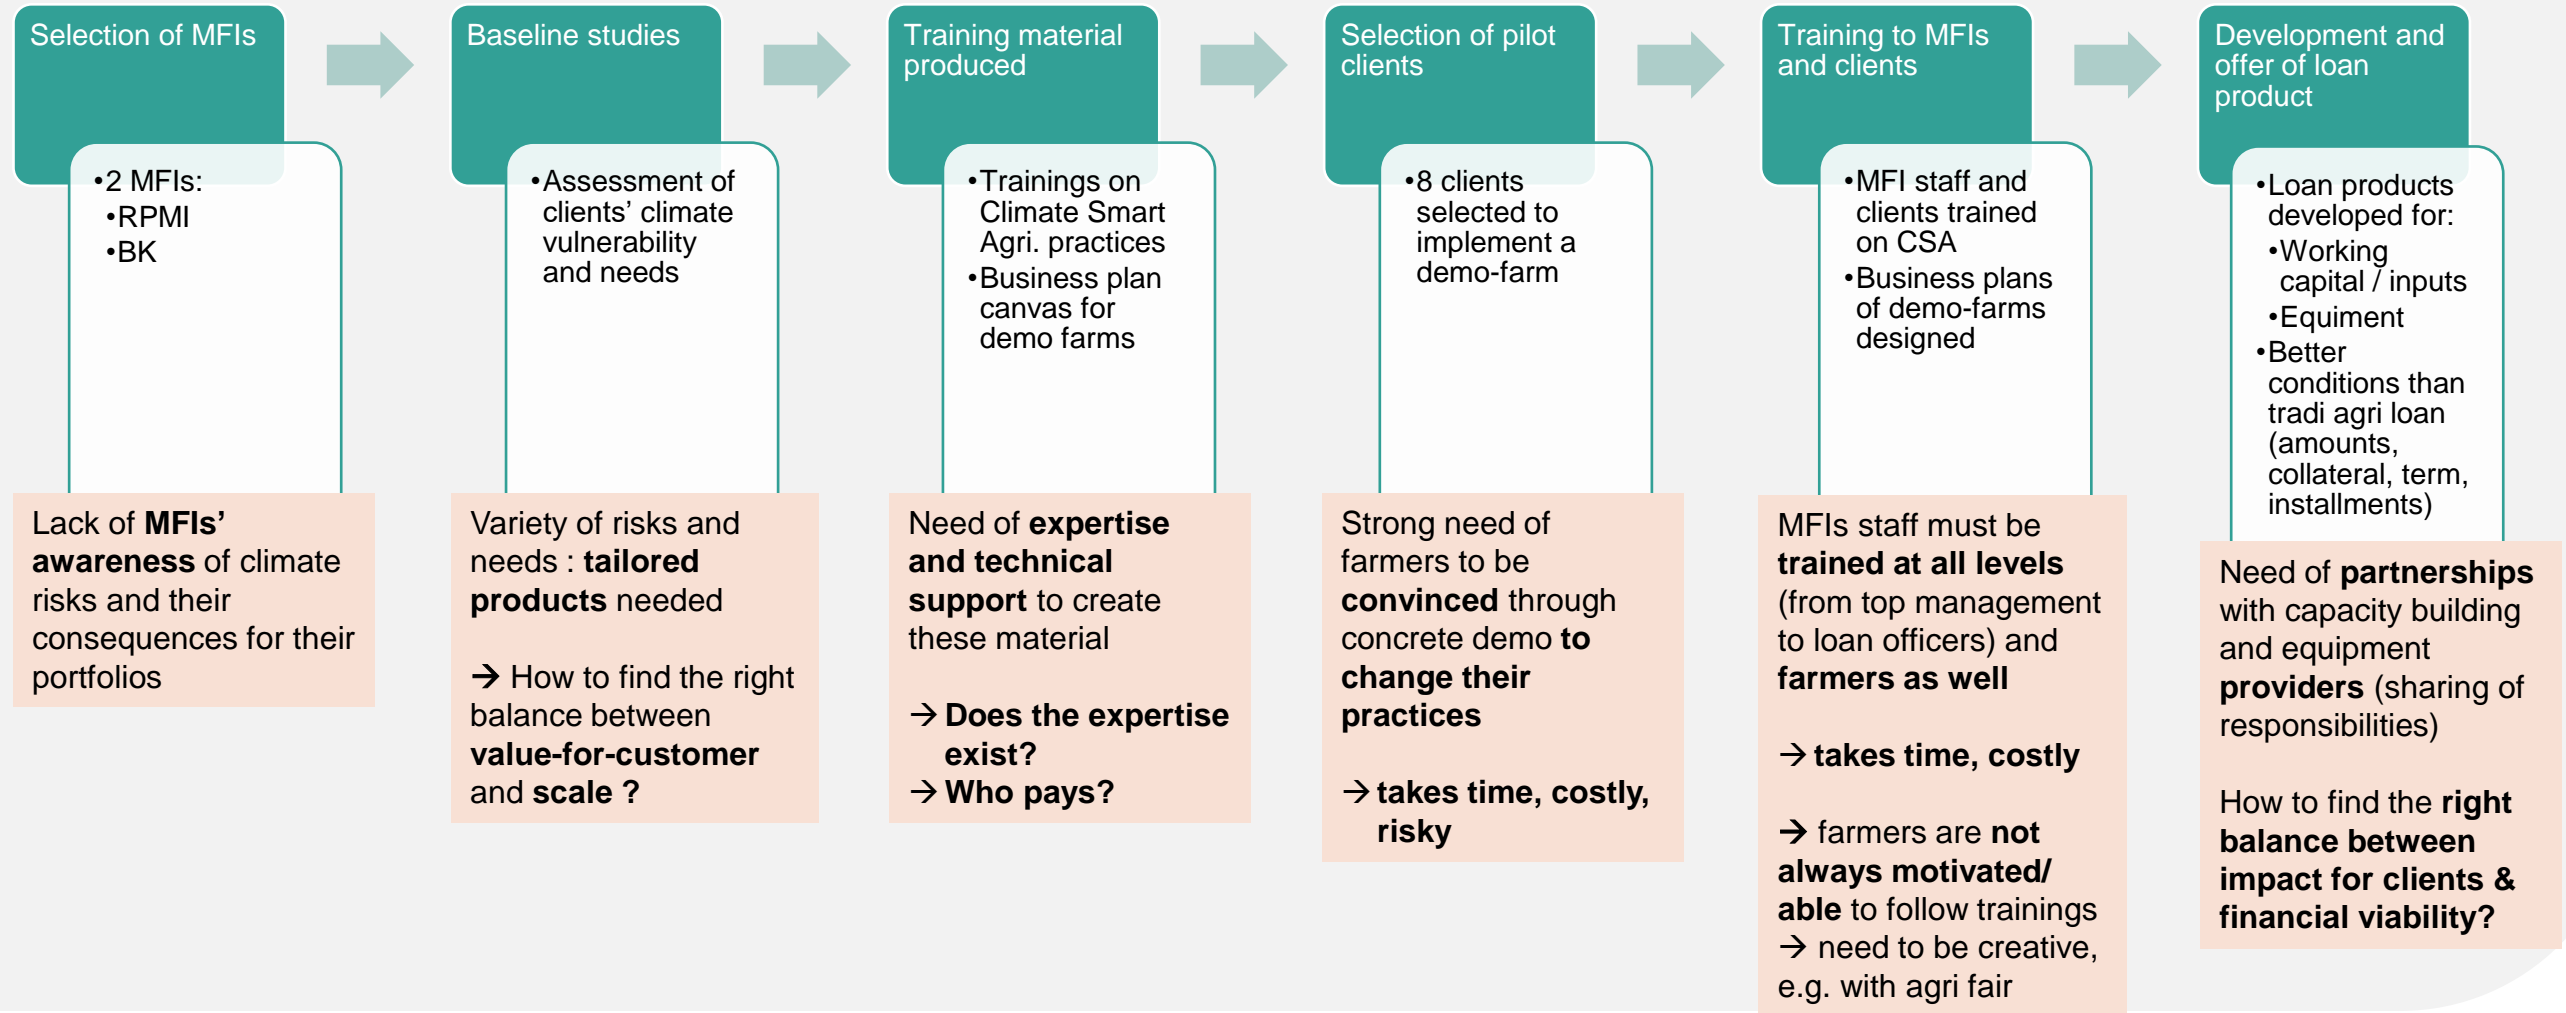 Selection of MFIs
•2 MFIs:
•RPMI
•BK
Lack of MFIs’
awareness of climate
risks and their
consequences for their
portfolios
Baseline studies
•Assessment of
clients’ climate
vulnerability
and needs
Variety of risks and
needs : tailored
products needed
→ How to find the right
balance between
value-for-customer
and scale ?
Training material
produced
•Trainings on
Climate Smart
Agri. practices
•Business plan
canvas for
demo farms
Need of expertise
and technical
support to create
these material
→ Does the expertise
exist?
→ Who pays?
Selection of pilot
clients
•8 clients
selected to
implement a
demo-farm
Strong need of
farmers to be
convinced through
concrete demo to
change their
practices
→ takes time, costly,
risky
Training to MFIs
and clients
•MFI staff and
clients trained
on CSA
•Business plans
of demo-farms
designed
MFIs staff must be
trained at all levels
(from top management
to loan officers) and
farmers as well
→ takes time, costly
→ farmers are not
always motivated/
able to follow trainings
→ need to be creative,
e.g. with agri fair
Development and
offer of loan
product
•Loan products
developed for:
•Working
capital / inputs
•Equiment
•Better
conditions than
tradi agri loan
(amounts,
collateral, term,
installments)
Need of partnerships
with capacity building
and equipment
providers (sharing of
responsibilities)
How to find the right
balance between
impact for clients &
financial viability?